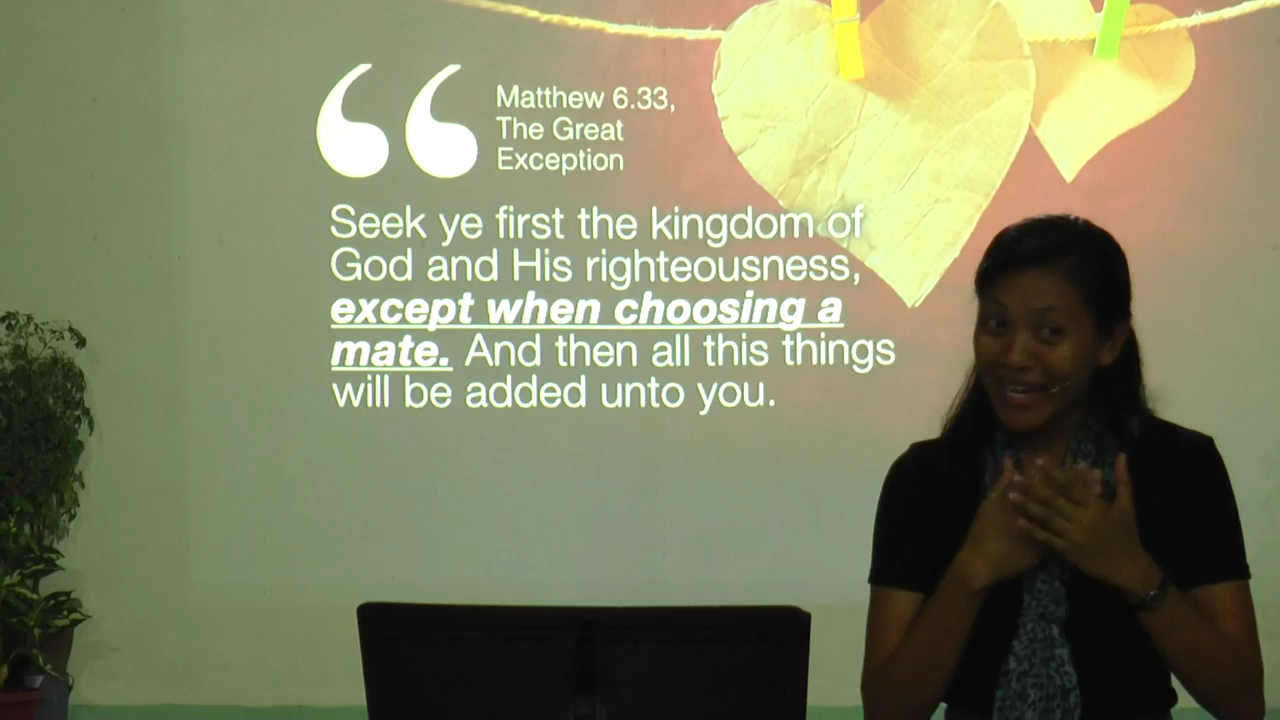 Matthew 6.33,
The Great
Exception
Seek ye first the kingdom of
God and His righteousness,
except when choosing a
mate. And then all this things
will be added unto you.